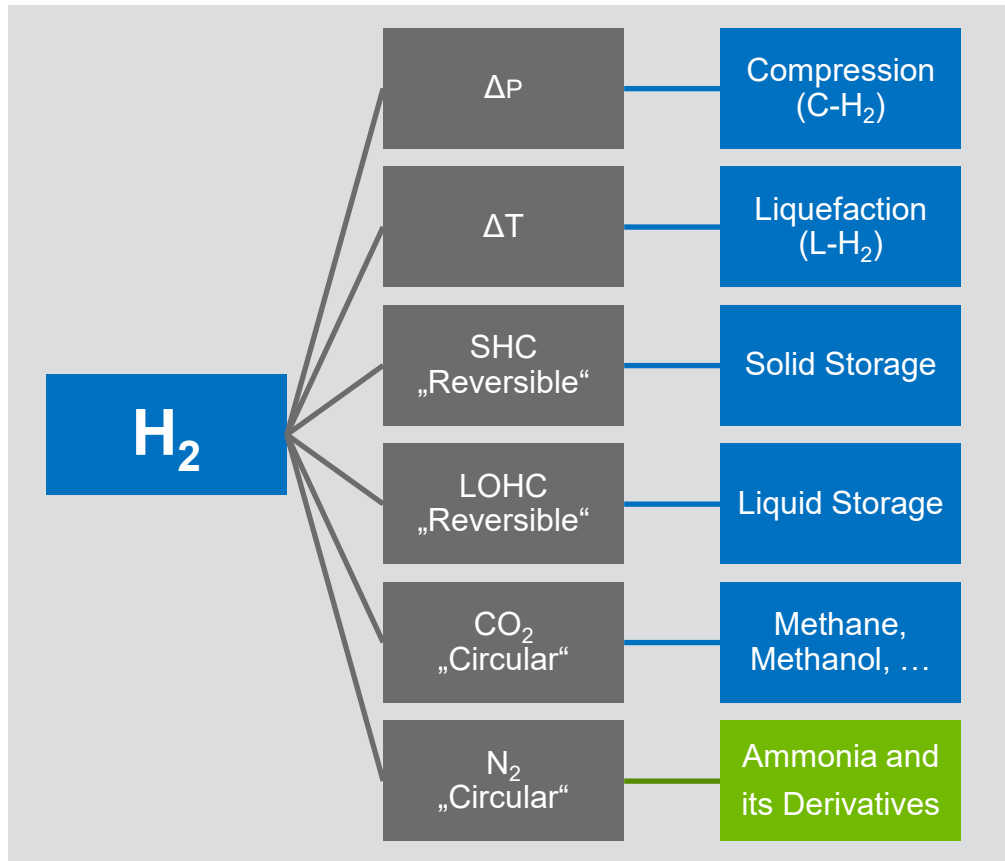 H₂
ΔP
Compression
(C-H₂)
ΔT
Liquefaction
(L-H₂)
SHC
„Reversible“
Solid Storage
LOHC
„Reversible“
Liquid Storage
CO₂
„Circular“
Methane,
Methanol, …
N₂
„Circular“
Ammonia and
its Derivatives